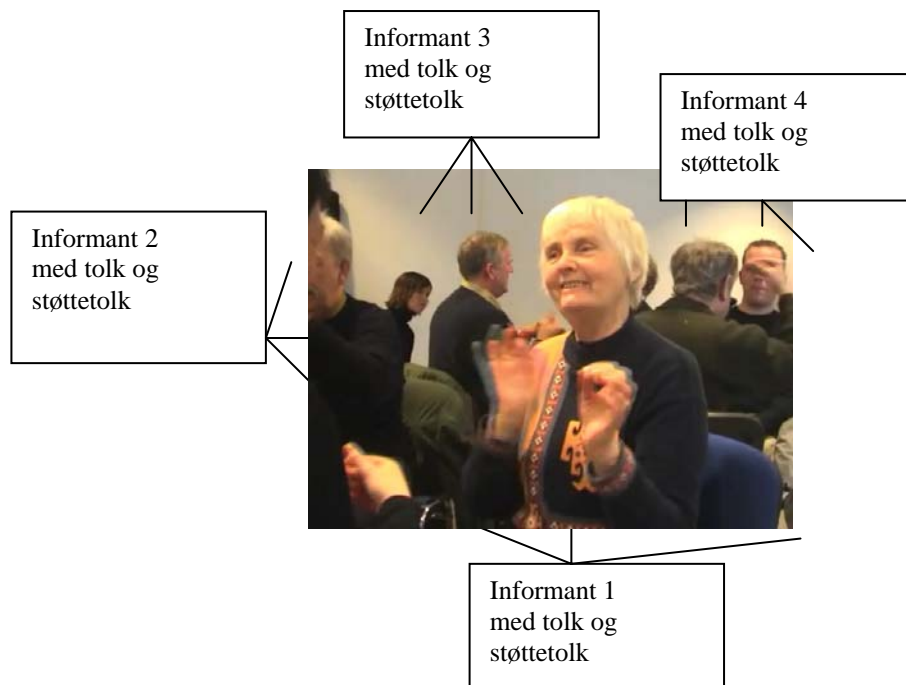 Informant 3
med tolk og
støttetolk
Informant 4
med tolk og
støttetolk
Informant 2
med tolk og
støttetolk
Informant 1
med tolk og
støttetolk